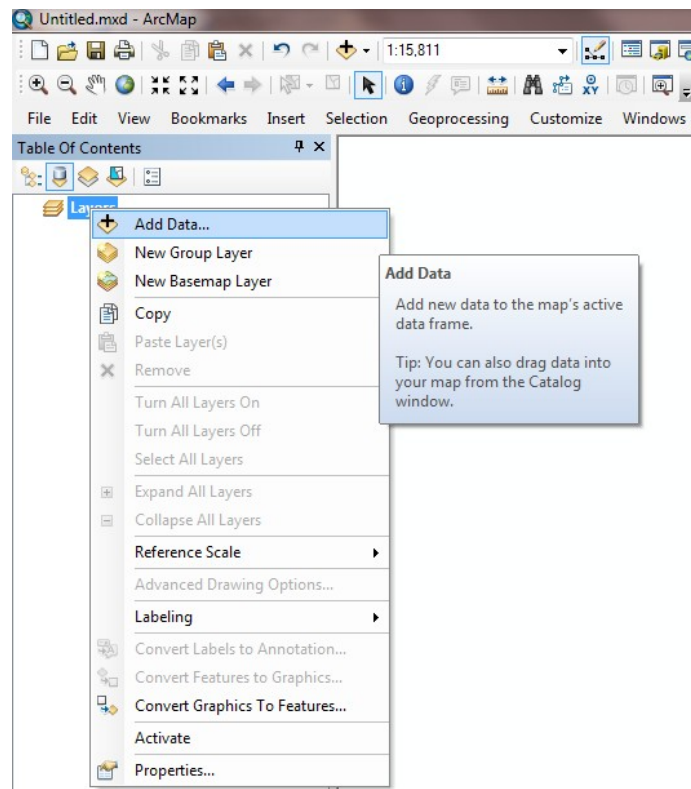 Untitled.mxd - ArcMap
1:15,811
File Edit View Bookmarks Insert Selection Geoprocessing Customize Windows
Table Of Contents
Layers
Add Data...
New Group Layer
New Basemap Layer
Copy
Paste Layer(s)
Remove
Turn All Layers On
Turn All Layers Off
Select All Layers
Expand All Layers
Collapse All Layers
Reference Scale
Advanced Drawing Options...
Labeling
Convert Labels to Annotation...
Convert Features to Graphics...
Convert Graphics To Features...
Activate
Properties...
Add Data
Add new data to the map's active
data frame.
Tip: You can also drag data into
your map from the Catalog
window.